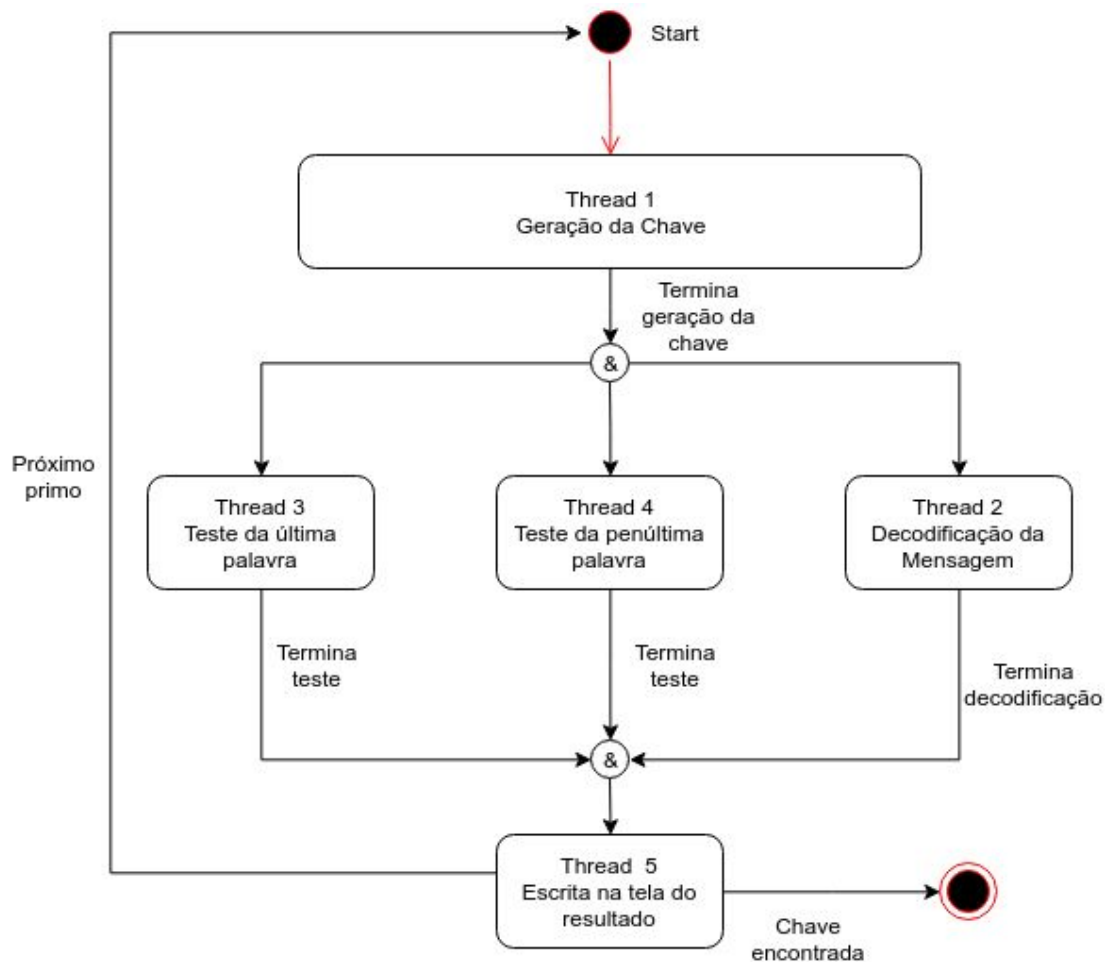 Start
Thread 1
Geração da Chave
Termina
geração da
chave
&
Próximo
primo
Thread 3
Teste da última
palavra
Thread 4
Teste da penúltima
palavra
Thread 2
Decodificação da
Mensagem
Termina
teste
Termina
teste
Termina
decodificação
&
Thread 5
Escrita na tela do
resultado
Chave
encontrada